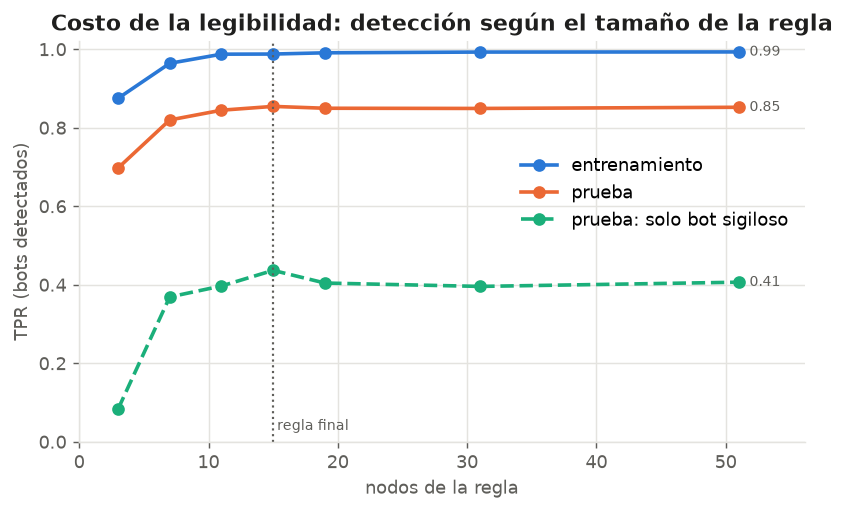 Costo de la legibilidad: detección según el tamaño de la regla
TPR (bots detectados)
1.0
0.8
0.6
0.4
0.2
0.0
0.99
0.85
0.41
entrenamiento
prueba
prueba: solo bot sigiloso
regla final
0
10
20
30
40
50
nodos de la regla